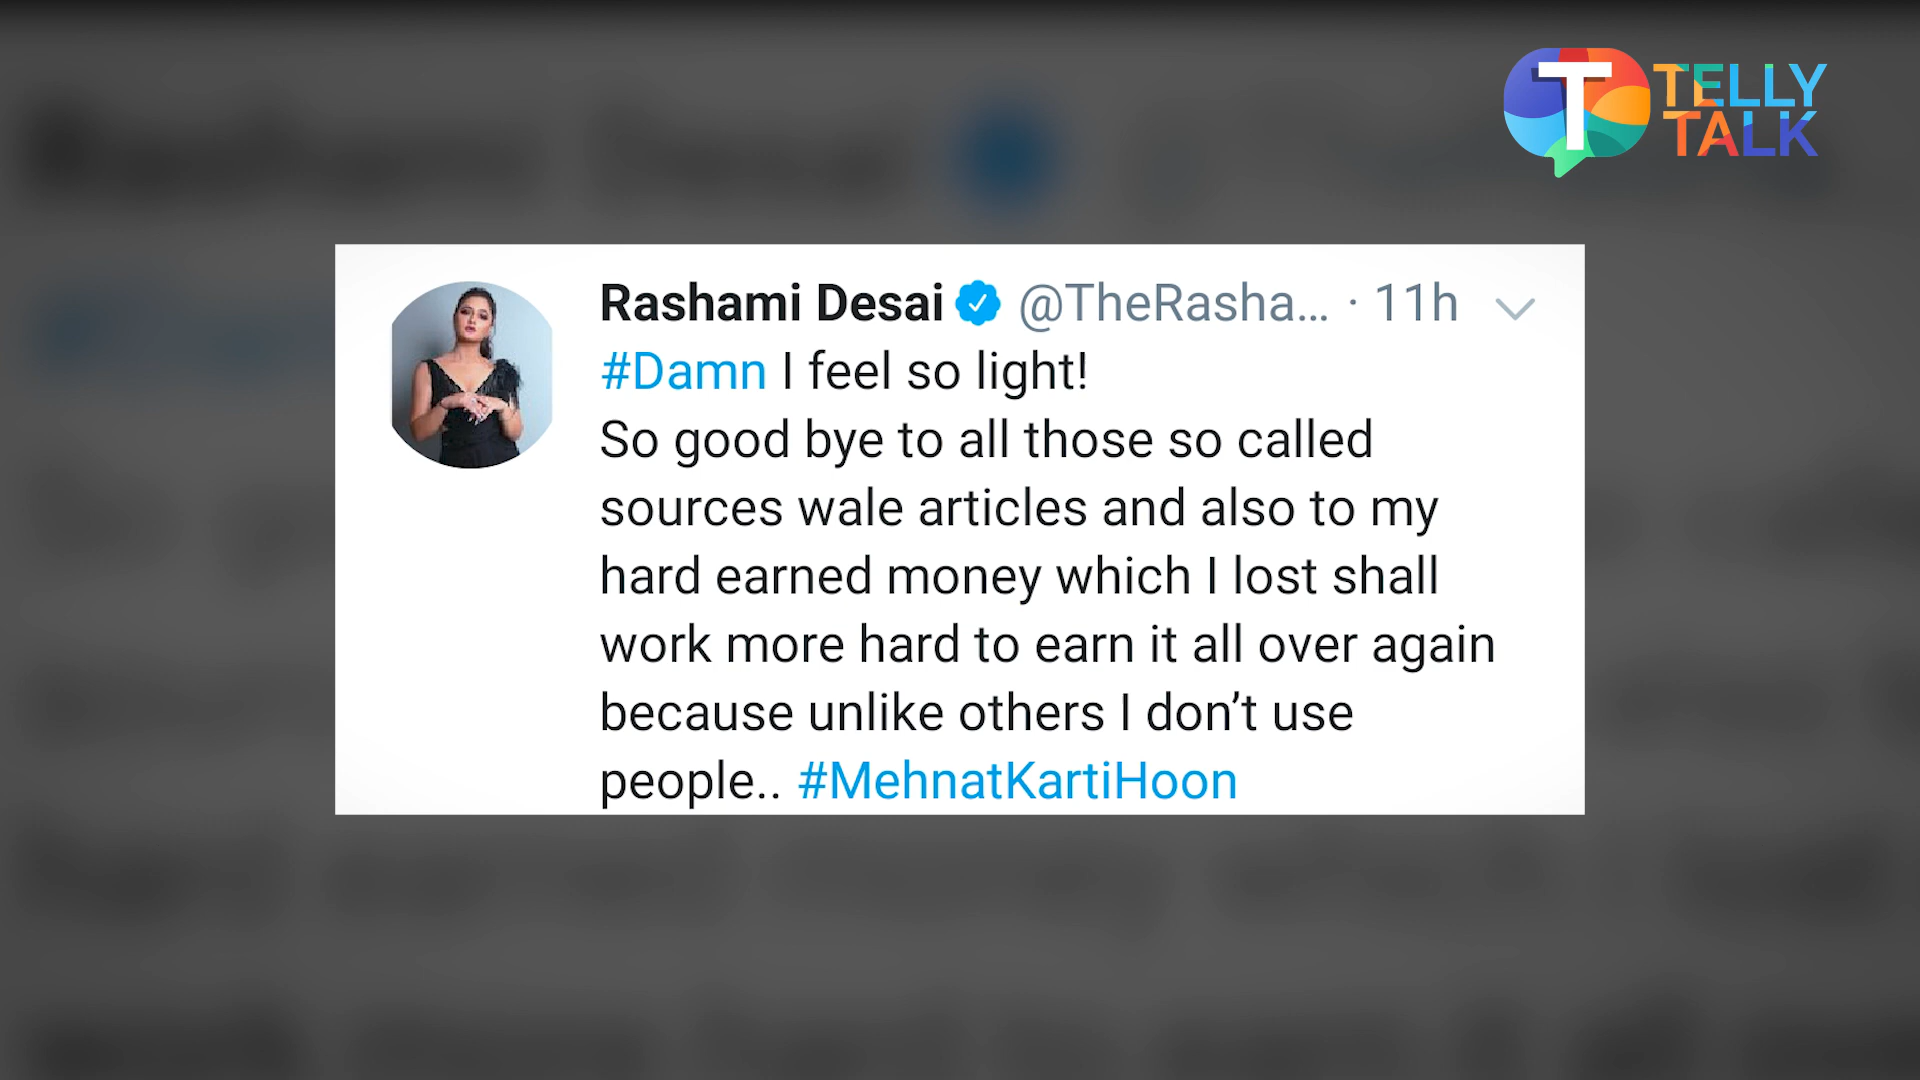 TELLY
TALK
Rashami Desai @TheRasha... · 11h
#Damn I feel so light!
So good bye to all those so called
sources wale articles and also to my
hard earned money which I lost shall
work more hard to earn it all over again
because unlike others I don’t use
people.. #MehnatKartiHoon